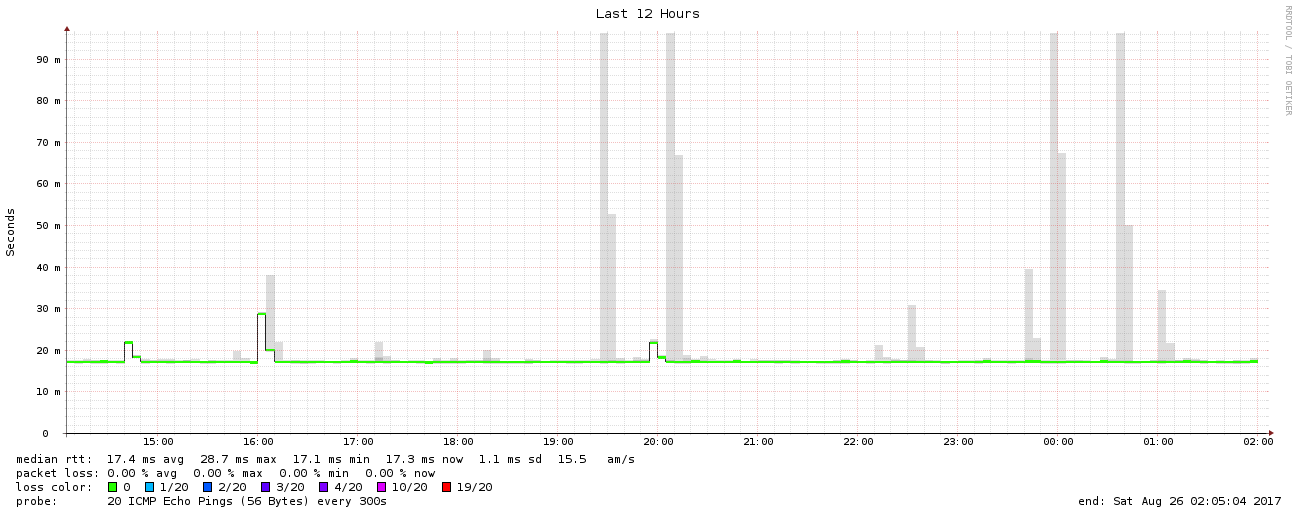 Last 12 Hours
RRDTOOL / TOBI OETIKER
Seconds
90 m
80 m
70 m
60 m
50 m
40 m
30 m
20 m
10 m
0
15:00 16:00 17:00 18:00 19:00 20:00 21:00 22:00 23:00 00:00 01:00 02:00
median rtt: 17.4 ms avg 28.7 ms max 17.1 ms min 17.3 ms now 1.1 ms sd 15.5 am/s
packet loss: 0.00 % avg 0.00 % max 0.00 % min 0.00 % now
loss color: 0 1/20 2/20 3/20 4/20 10/20 19/20
probe: 20 ICMP Echo Pings (56 Bytes) every 300s end: Sat Aug 26 02:05:04 2017